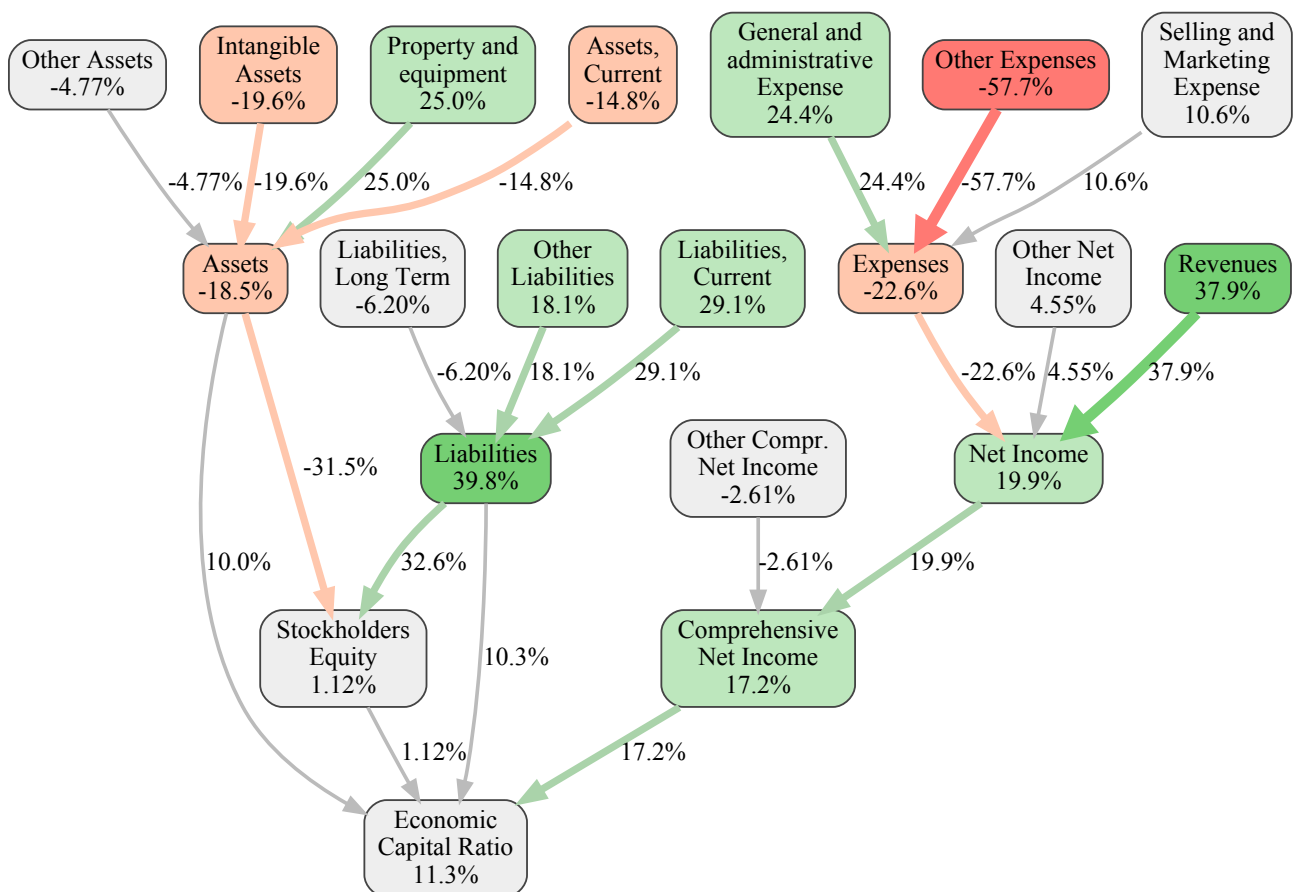 Other Assets
-4.77%
Intangible
Assets
-19.6%
Property and
equipment
25.0%
Assets,
Current
-14.8%
General and
administrative
Expense
24.4%
Other Expenses
-57.7%
Selling and
Marketing
Expense
10.6%
-4.77%
-19.6%
25.0%
-14.8%
24.4%
-57.7%
10.6%
Assets
-18.5%
Liabilities,
Long Term
-6.20%
Other
Liabilities
18.1%
Liabilities,
Current
29.1%
Expenses
-22.6%
Other Net
Income
4.55%
Revenues
37.9%
-6.20%
18.1%
29.1%
-22.6%
4.55%
37.9%
-31.5%
Liabilities
39.8%
Other Compr.
Net Income
-2.61%
Net Income
19.9%
10.0%
32.6%
-2.61%
19.9%
Stockholders
Equity
1.12%
10.3%
Comprehensive
Net Income
17.2%
1.12%
17.2%
Economic
Capital Ratio
11.3%